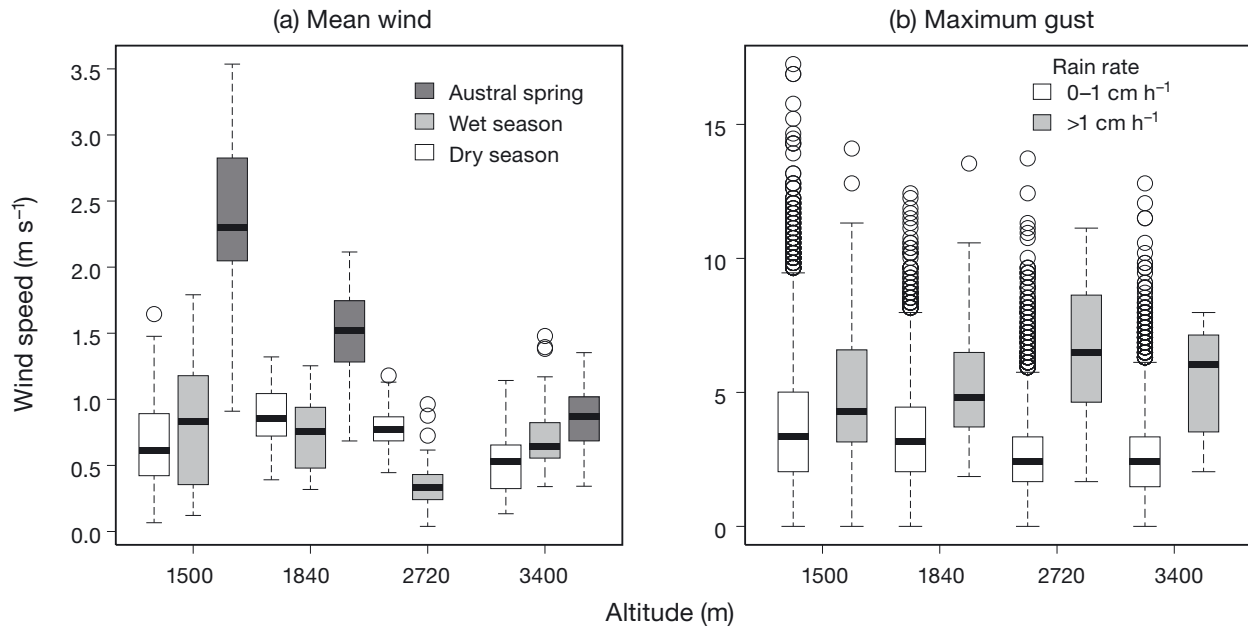 (a) Mean wind
(b) Maximum gust
Wind speed (m s⁻¹)
3.5
3.0
2.5
2.0
1.5
1.0
0.5
0.0
Austral spring
Wet season
Dry season
1500 1840 2720 3400
15
10
5
0
Rain rate
0–1 cm h⁻¹
>1 cm h⁻¹
1500 1840 2720 3400
Altitude (m)